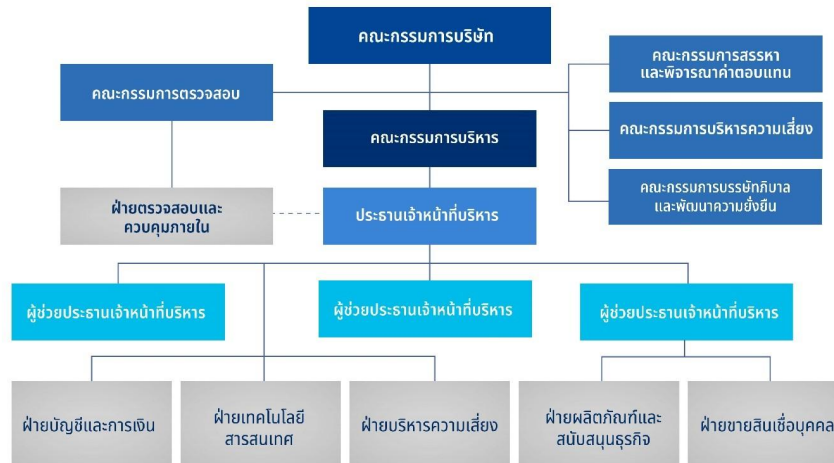 คณะกรรมการบริษัท
คณะกรรมการสรรหา
และพิจารณาค่าตอบแทน
คณะกรรมการตรวจสอบ
คณะกรรมการบริหาร
คณะกรรมการบริหารความเสี่ยง
คณะกรรมการบรรษัทภิบาล
และพัฒนาความยั่งยืน
ฝ่ายตรวจสอบและ
ควบคุมภายใน
ประธานเจ้าหน้าที่บริหาร
ผู้ช่วยประธานเจ้าหน้าที่บริหาร
ผู้ช่วยประธานเจ้าหน้าที่บริหาร
ผู้ช่วยประธานเจ้าหน้าที่บริหาร
ฝ่ายบัญชีและการเงิน
ฝ่ายเทคโนโลยี
สารสนเทศ
ฝ่ายบริหารความเสี่ยง
ฝ่ายผลิตภัณฑ์และ
สนับสนุนธุรกิจ
ฝ่ายขายสินเชื่อบุคคล